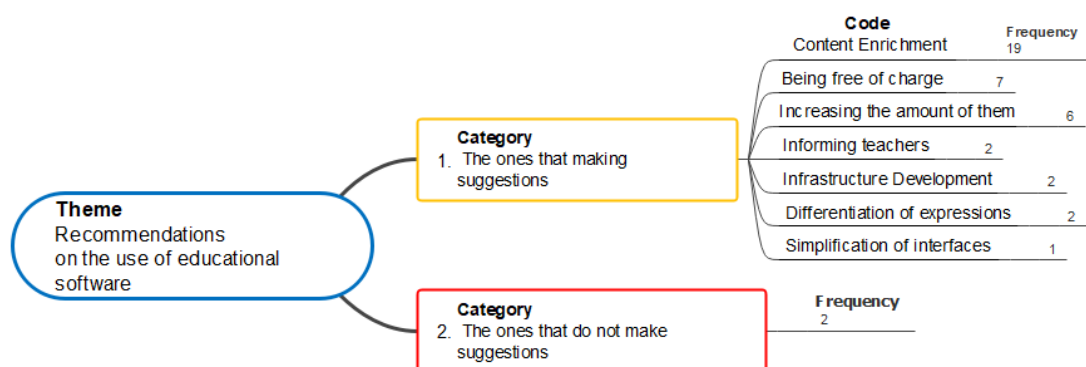 Theme
Recommendations
on the use of educational
software
Category
1. The ones that making
suggestions
Code
Frequency
Content Enrichment 19
Being free of charge 7
Increasing the amount of them 6
Informing teachers 2
Infrastructure Development 2
Differentiation of expressions 2
Simplification of interfaces 1
Category
2. The ones that do not make
suggestions
Frequency
2